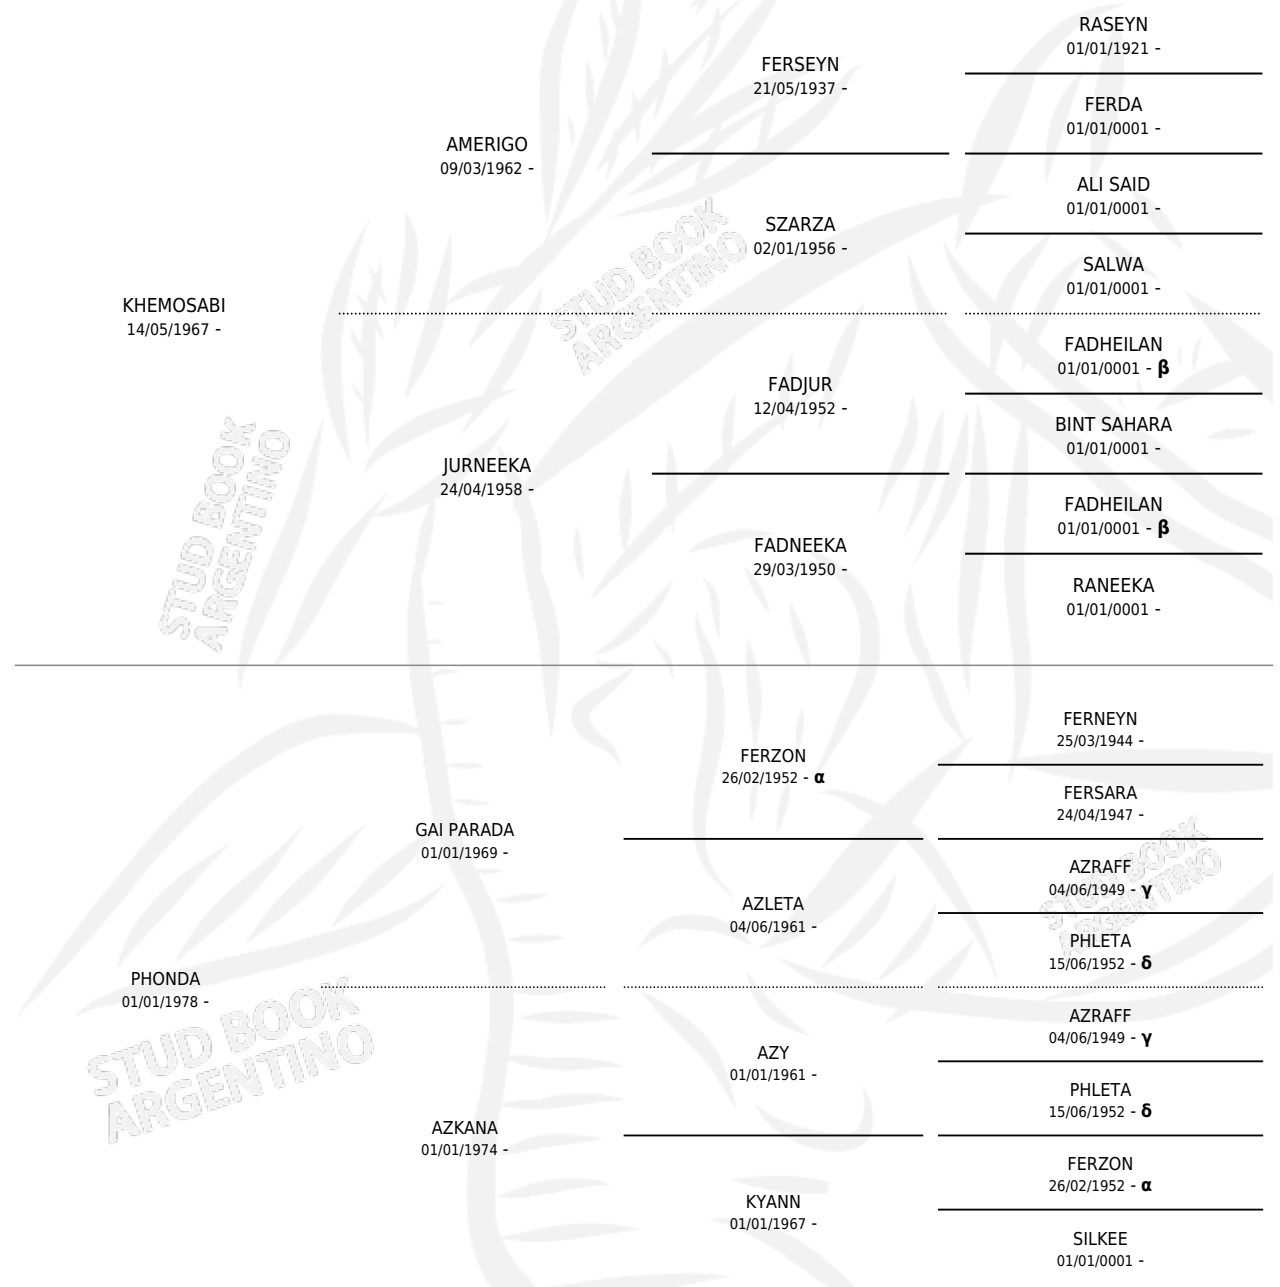 RASEYN
01/01/1921 -
FERSEYN
21/05/1937 -
FERDA
01/01/0001 -
AMERIGO
09/03/1962 -
ALI SAID
01/01/0001 -
SZARZA
02/01/1956 -
SALWA
01/01/0001 -
KHEMOSABI
14/05/1967 -
FADHEILAN
01/01/0001 - β
FADJUR
12/04/1952 -
BINT SAHARA
01/01/0001 -
JURNEEKA
24/04/1958 -
FADHEILAN
01/01/0001 - β
FADNEEKA
29/03/1950 -
RANEEKA
01/01/0001 -
FERNEYN
25/03/1944 -
FERZON
26/02/1952 - α
FERSARA
24/04/1947 -
GAI PARADA
01/01/1969 -
AZRAFF
04/06/1949 - γ
AZLETA
04/06/1961 -
PHLETA
15/06/1952 - δ
PHONDA
01/01/1978 -
AZRAFF
04/06/1949 - γ
AZY
01/01/1961 -
PHLETA
15/06/1952 - δ
AZKANA
01/01/1974 -
FERZON
26/02/1952 - α
KYANN
01/01/1967 -
SILKEE
01/01/0001 -
STUD BOOK
ARGENTINO
STUD BOOK
ARGENTINO
STUD BOOK
ARGENTINO
STUD BOOK
ARGENTINO